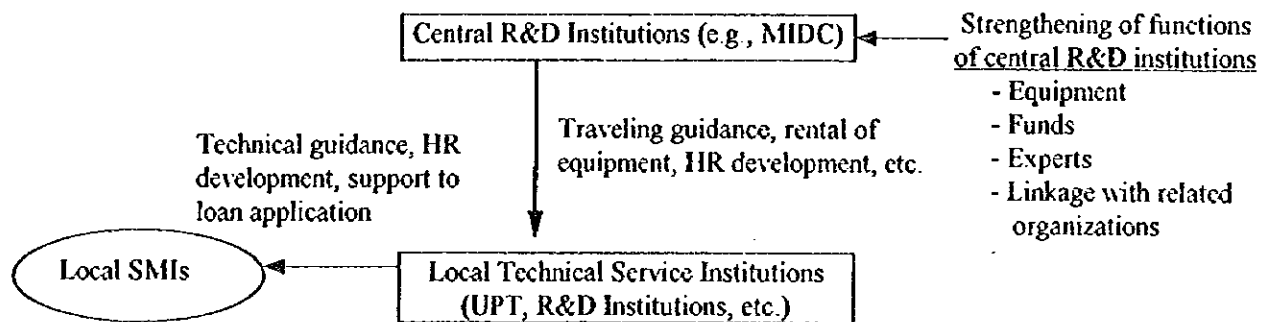 Central R&D Institutions (e.g., MIDC)
Strengthening of functions
of central R&D institutions
- Equipment
- Funds
- Experts
- Linkage with related
organizations
Traveling guidance, rental of
equipment, HR development, etc.
Technical guidance, HR
development, support to
loan application
Local SMIs
Local Technical Service Institutions
(UPT, R&D Institutions, etc.)